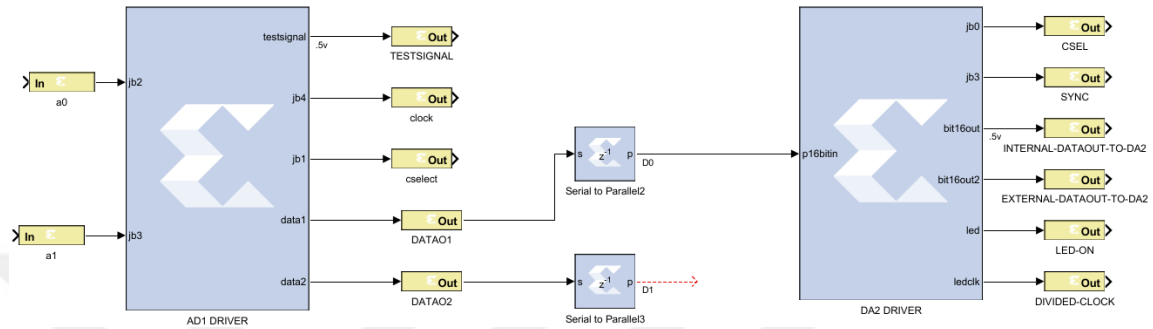 In
a0
In
a1
jb2
jb3
testsignal
jb4
jb1
data1
data2
AD1 DRIVER
.5v
Out
TESTSIGNAL
Out
clock
Out
cselect
Out
DATAO1
Out
DATAO2
s z-1 p
D0
Serial to Parallel2
s z-1 p
D1
Serial to Parallel3
p16bitin
jb0
jb3
bit16out
bit16out2
led
ledclk
DA2 DRIVER
Out
CSEL
Out
SYNC
.5v
Out
INTERNAL-DATAOUT-TO-DA2
Out
EXTERNAL-DATAOUT-TO-DA2
Out
LED-ON
Out
DIVIDED-CLOCK